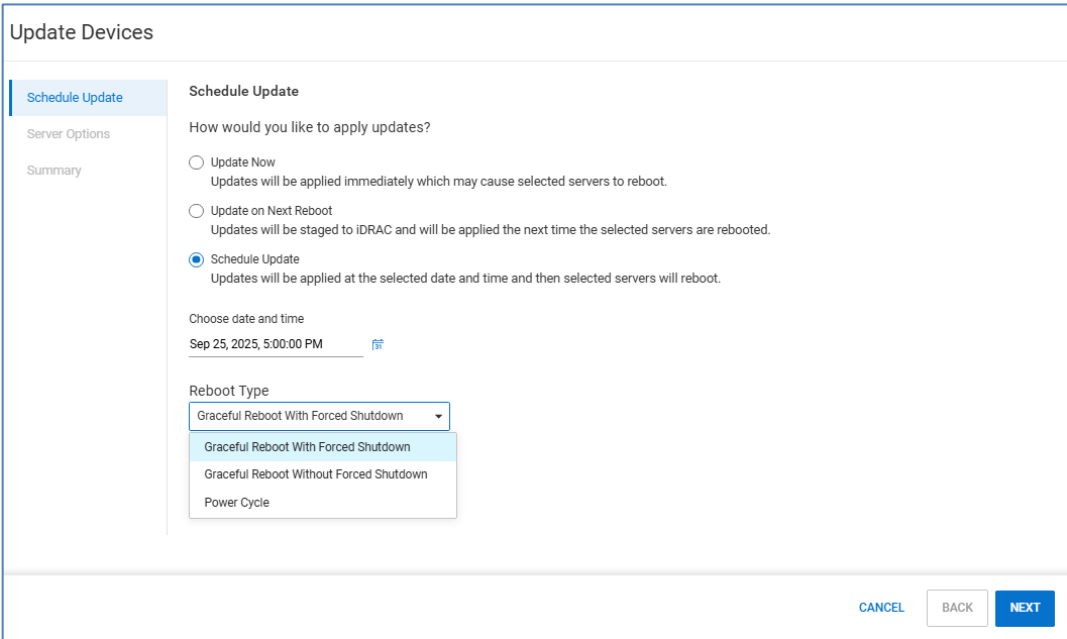 Update Devices
Schedule Update
Server Options
Summary
Schedule Update
How would you like to apply updates?
Update Now
Updates will be applied immediately which may cause selected servers to reboot.
Update on Next Reboot
Updates will be staged to iDRAC and will be applied the next time the selected servers are rebooted.
Schedule Update
Updates will be applied at the selected date and time and then selected servers will reboot.
Choose date and time
Sep 25, 2025, 5:00:00 PM
Reboot Type
Graceful Reboot With Forced Shutdown
Graceful Reboot With Forced Shutdown
Graceful Reboot Without Forced Shutdown
Power Cycle
CANCEL BACK NEXT